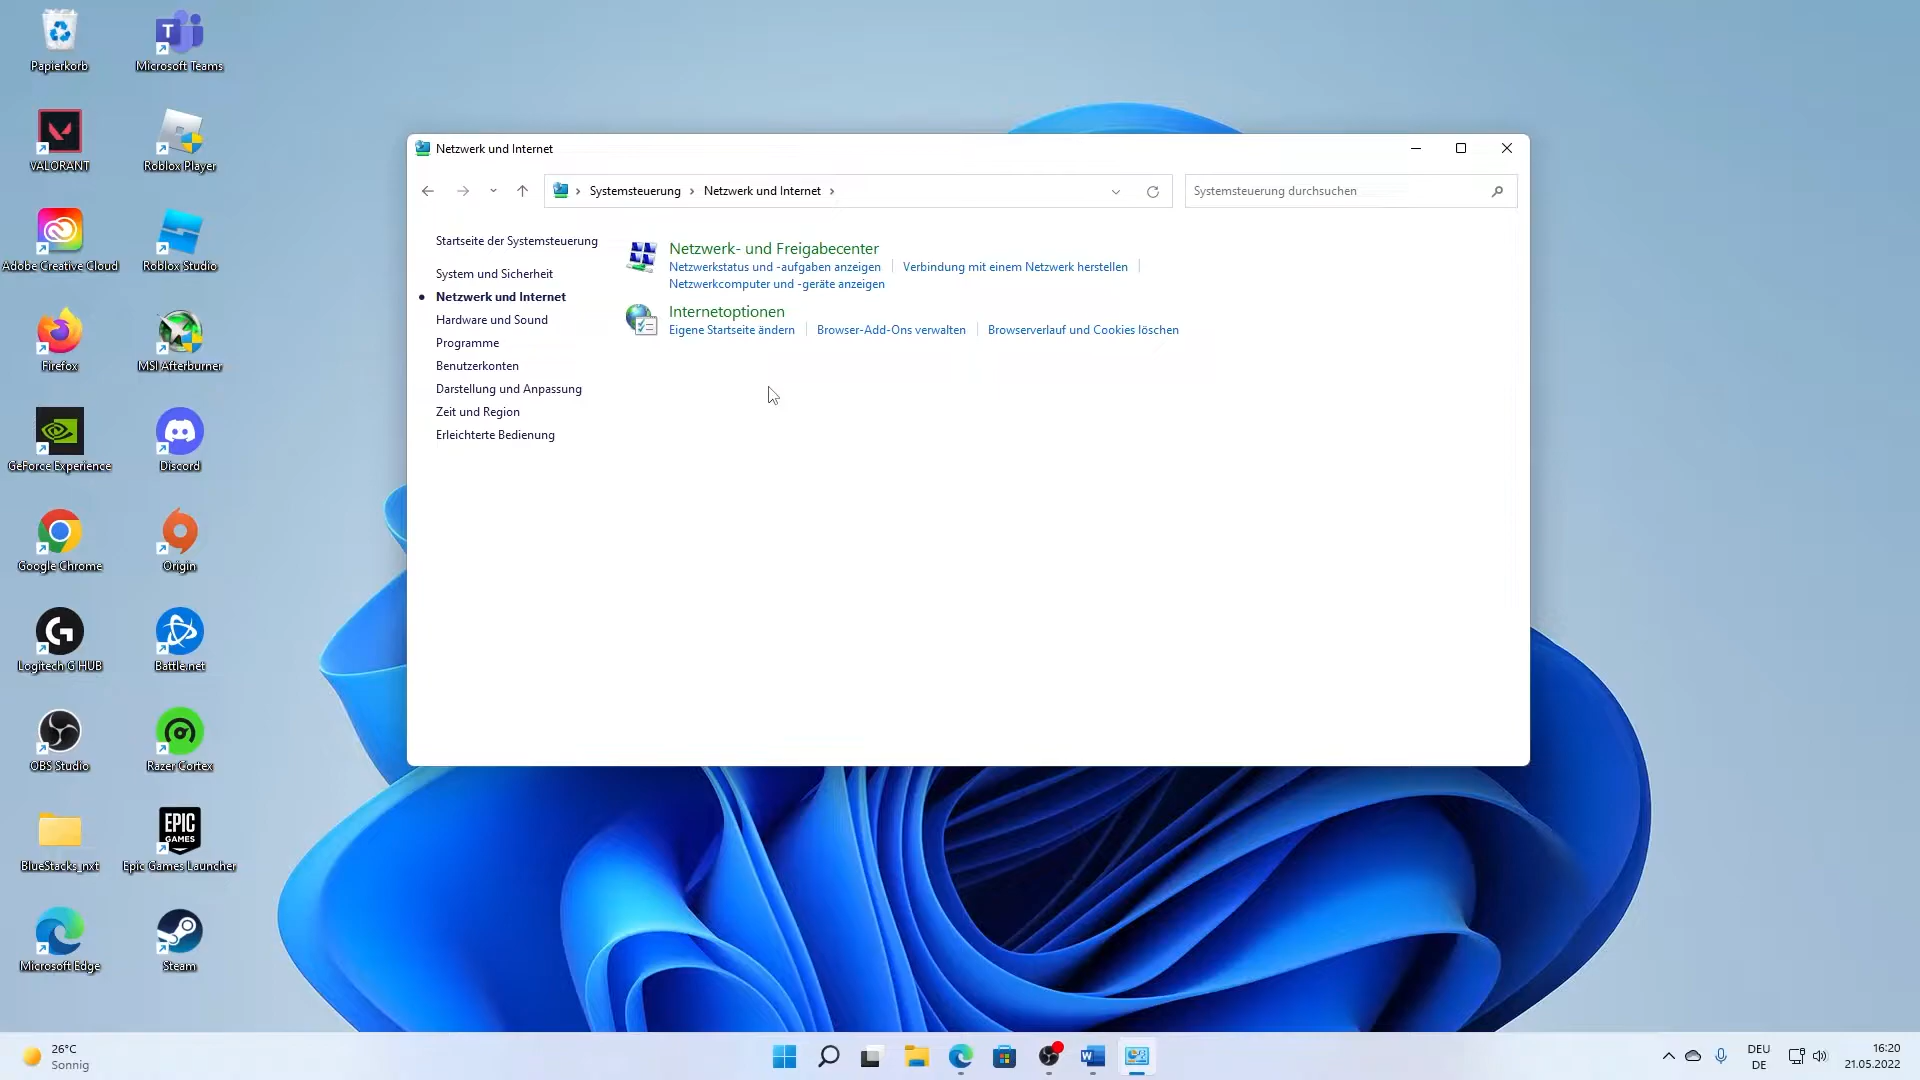 Papierkorb
Microsoft Teams
VALORANT
Roblox Player
Adobe Creative Cloud
Roblox Studio
Firefox
MSI Afterburner
GeForce Experience
Discord
Google Chrome
Origin
Logitech G HUB
Battle.net
OBS Studio
Razer Cortex
BlueStacks_nxt
EPIC
GAMES
Epic Games Launcher
Microsoft Edge
Steam
Netzwerk und Internet
Systemsteuerung
Netzwerk und Internet
Systemsteuerung durchsuchen
Startseite der Systemsteuerung
System und Sicherheit
Netzwerk und Internet
Hardware und Sound
Programme
Benutzerkonten
Darstellung und Anpassung
Zeit und Region
Erleichterte Bedienung
Netzwerk- und Freigabecenter
Netzwerkstatus und -aufgaben anzeigen
Verbindung mit einem Netzwerk herstellen
Netzwerkcomputer und -geräte anzeigen
Internetoptionen
Eigene Startseite ändern
Browser-Add-Ons verwalten
Browserverlauf und Cookies löschen
26°C
Sonnig
DEU
DE
16:20
21.05.2022